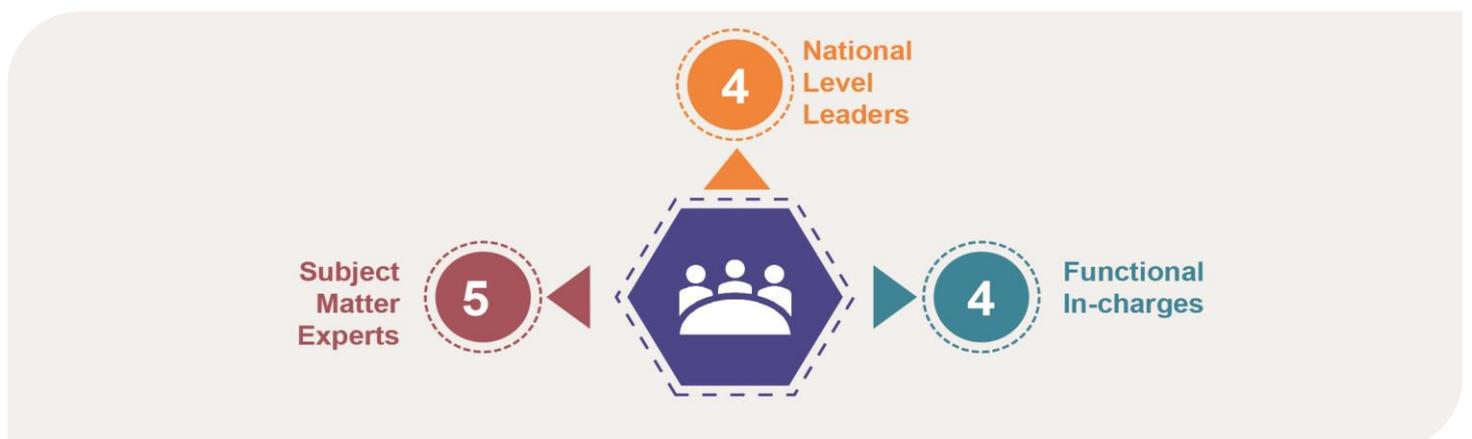 4
National
Level
Leaders
Subject
Matter
Experts
5
4
Functional
In-charges